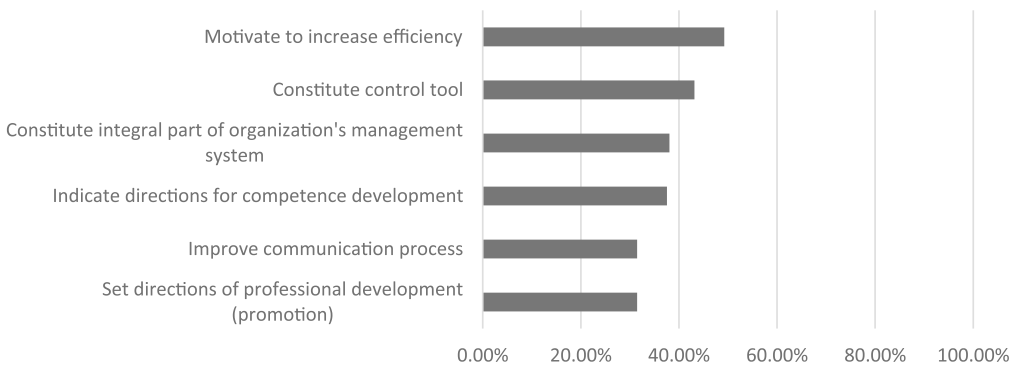 Motivate to increase efficiency
Constitute control tool
Constitute integral part of organization's management
system
Indicate directions for competence development
Improve communication process
Set directions of professional development
(promotion)
0.00% 20.00% 40.00% 60.00% 80.00% 100.00%